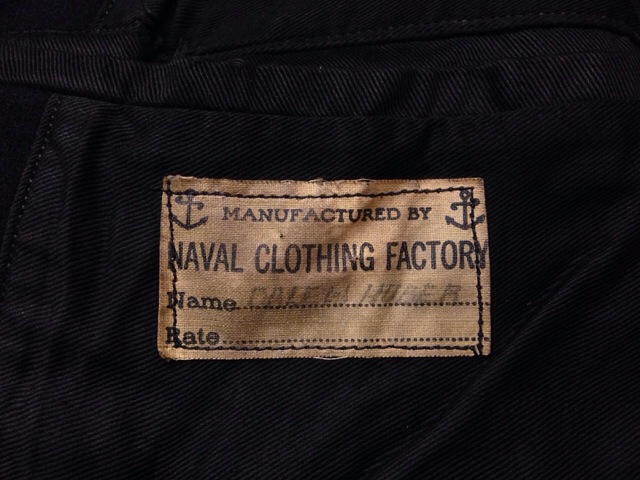 MANUFACTURED BY
NAVAL CLOTHING FACTORY
Name
Rate